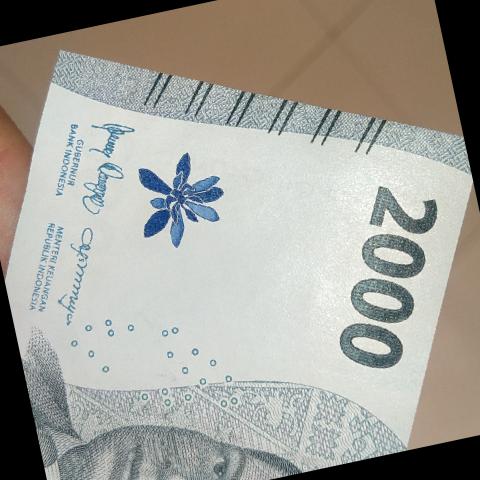 2000
GUBERNUR
BANK INDONESIA
MENTERI KEUANGAN
REPUBLIK INDONESIA